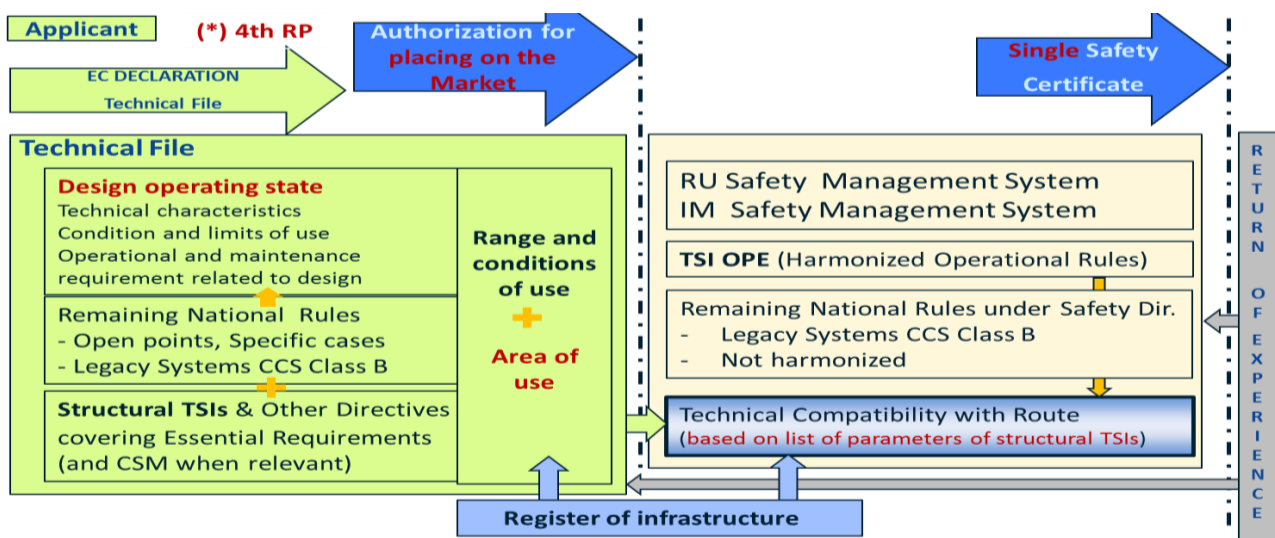 Applicant
(*) 4th RP
EC DECLARATION
Technical File
Authorization for
placing on the
Market
Single Safety
Certificate
Technical File
Design operating state
Technical characteristics
Condition and limits of use
Operational and maintenance
requirement related to design
Remaining National Rules
- Open points, Specific cases
- Legacy Systems CCS Class B
Structural TSIs & Other Directives
covering Essential Requirements
(and CSM when relevant)
Range and
conditions
of use
Area of
use
RU Safety Management System
IM Safety Management System
TSI OPE (Harmonized Operational Rules)
Remaining National Rules under Safety Dir.
- Legacy Systems CCS Class B
- Not harmonized
Technical Compatibility with Route
(based on list of parameters of structural TSIs)
Register of infrastructure
RETURN OF EXPERIENCE